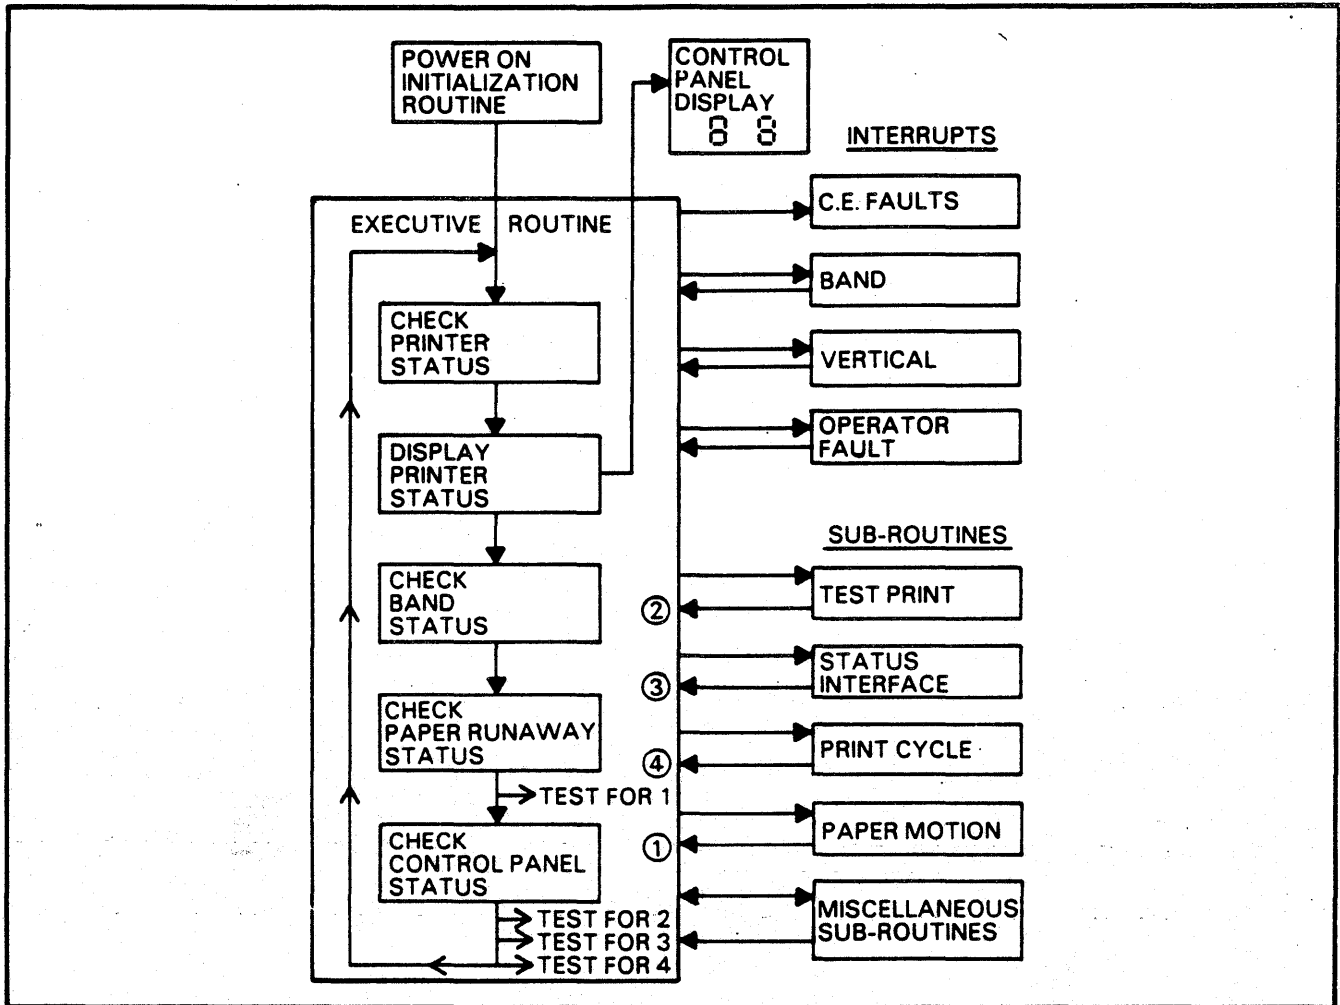 POWER ON
INITIALIZATION
ROUTINE
CONTROL
PANEL
DISPLAY
8 8
INTERRUPTS
C.E. FAULTS
EXECUTIVE ROUTINE
BAND
CHECK
PRINTER
STATUS
VERTICAL
OPERATOR
FAULT
DISPLAY
PRINTER
STATUS
SUB-ROUTINES
CHECK
BAND
STATUS
TEST PRINT
②
STATUS
INTERFACE
③
CHECK
PAPER RUNAWAY
STATUS
PRINT CYCLE
④
TEST FOR 1
PAPER MOTION
①
CHECK
CONTROL PANEL
STATUS
MISCELLANEOUS
SUB-ROUTINES
TEST FOR 2
TEST FOR 3
TEST FOR 4